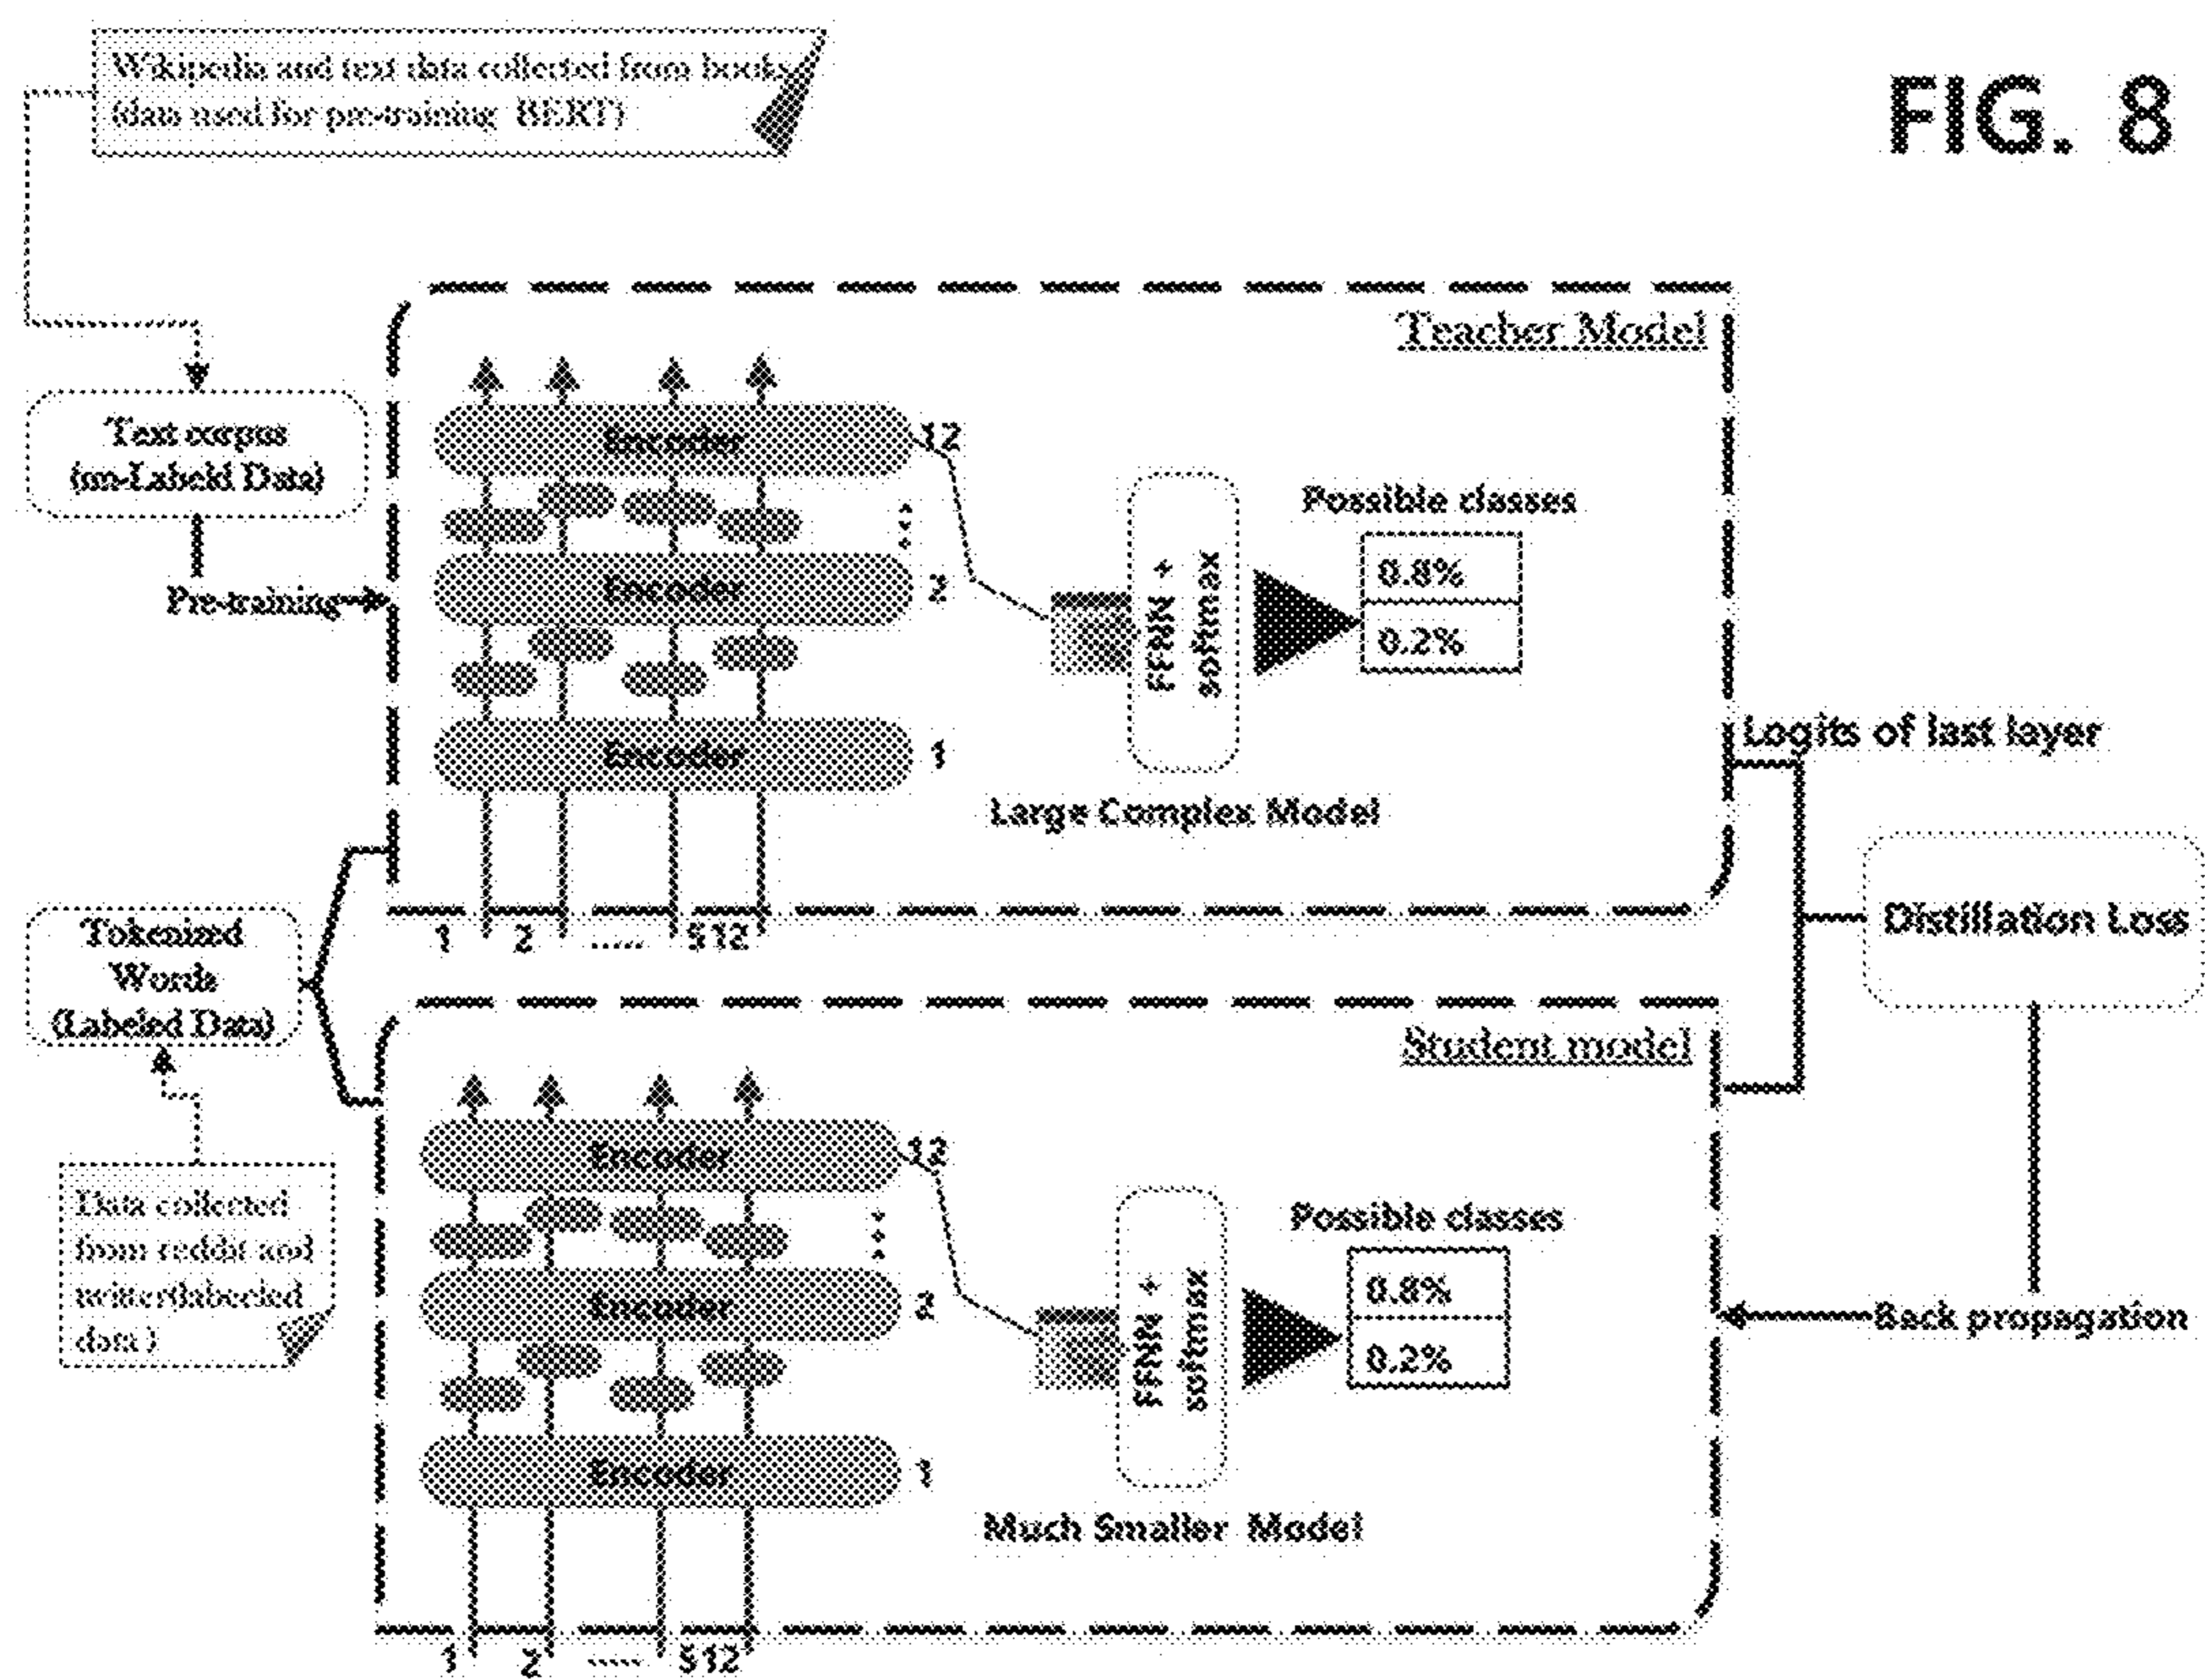 FIG. 8
Wikipedia and text data collected from books
(data used for pre-training BERT)
Text corpus
(un-Labeld Data)
Pre-training
Teacher Model
Encoder
12
Encoder
2
Encoder
1
FFNN +
softmax
Possible classes
0.8%
0.2%
Large Complex Model
1 2 ..... 512
Logits of last layer
Distillation Loss
Back propagation
Tokenized
Words
(Labeled Data)
Data collected
from reddit and
twitter(labeled
data )
Student model
Encoder
12
Encoder
2
Encoder
1
FFNN +
softmax
Possible classes
0.8%
0.2%
Much Smaller Model
1 2 ..... 512